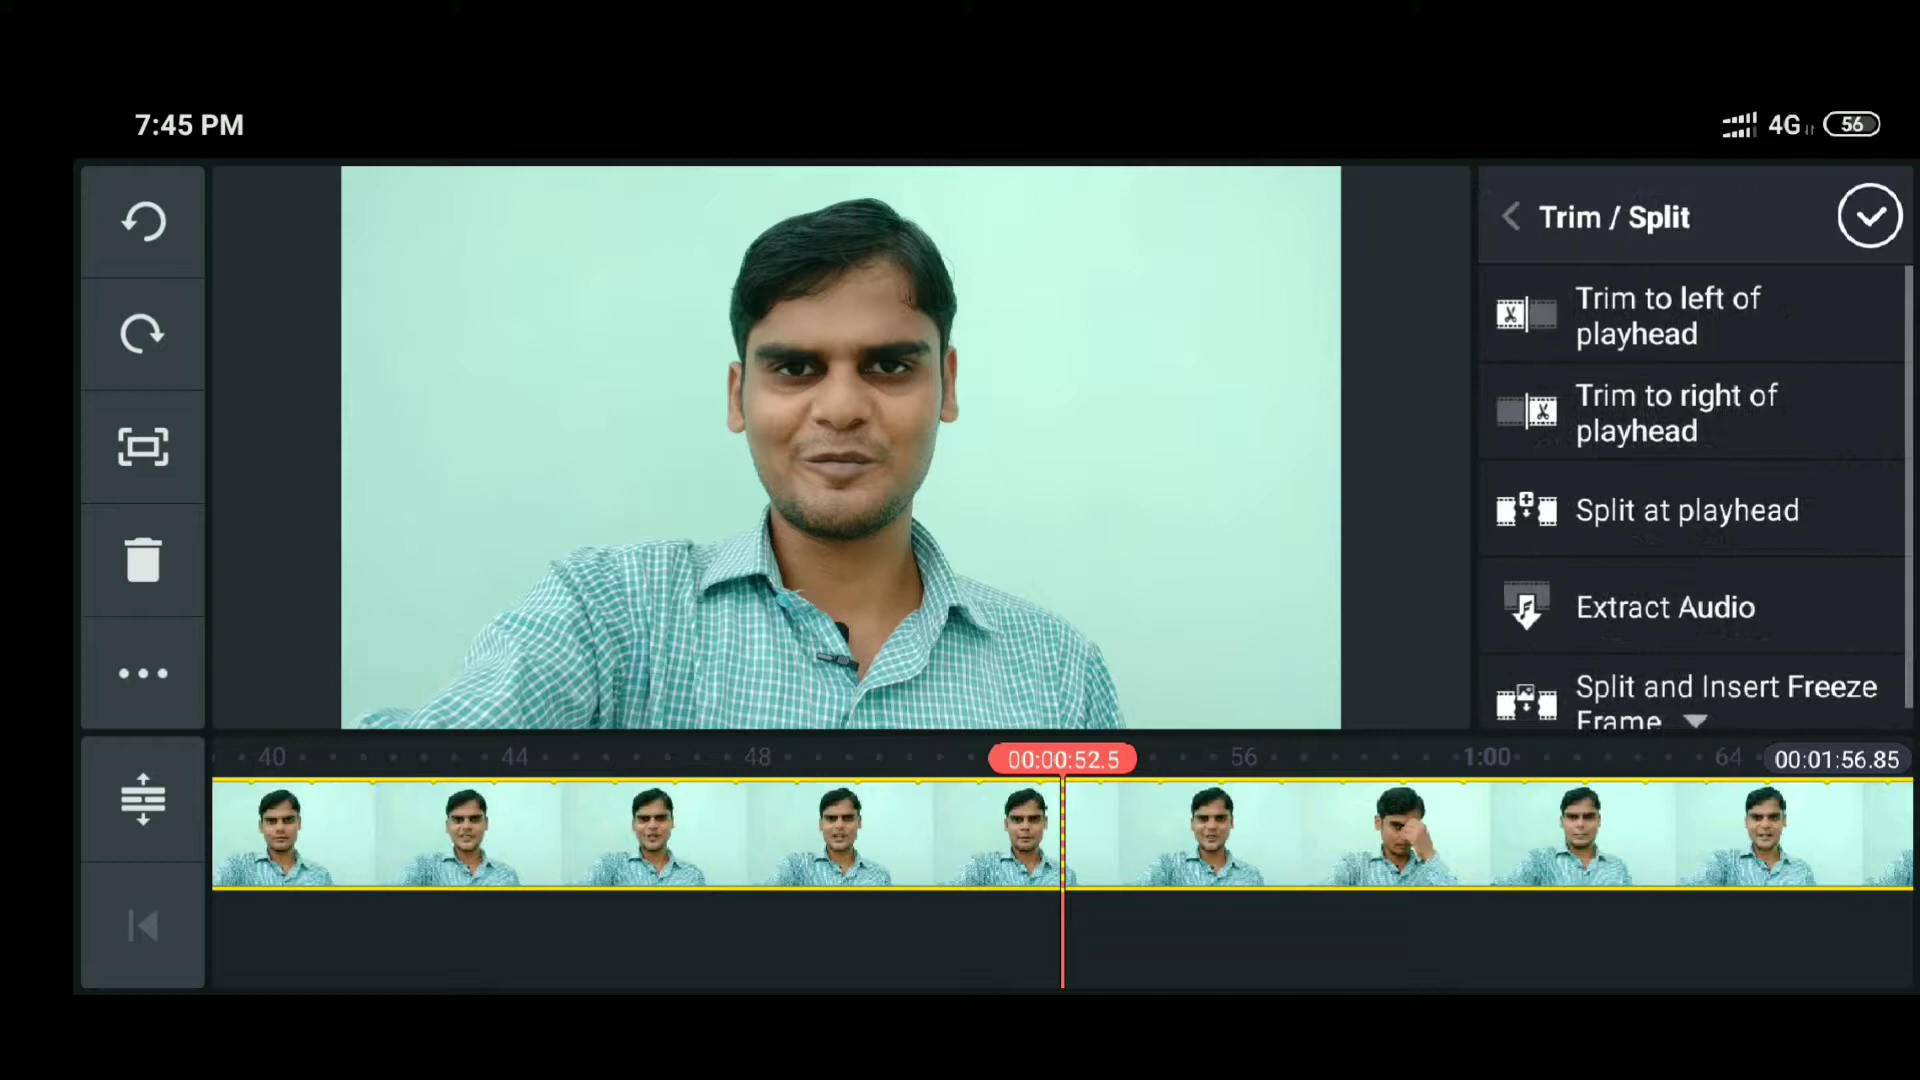 7:45 PM
4G 56
Trim / Split
Trim to left of
playhead
Trim to right of
playhead
Split at playhead
Extract Audio
Split and Insert Freeze
Frame
40 44 48 00:00:52.5 56 1:00 64 00:01:56.85